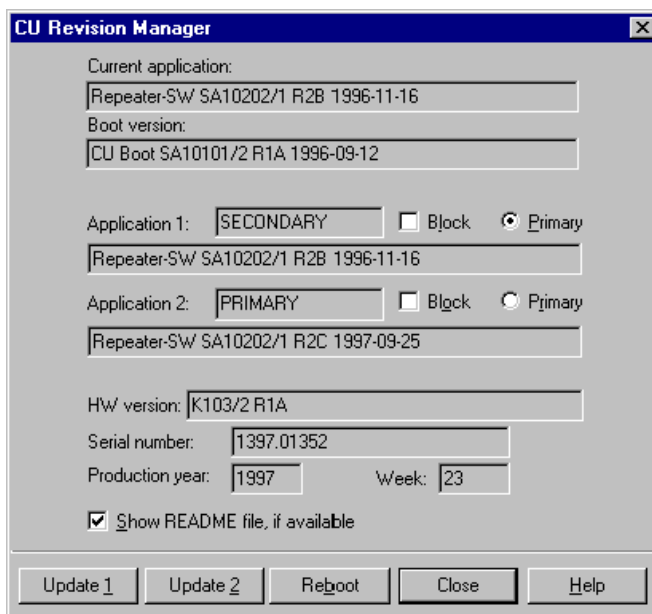 CU Revision Manager
Current application:
Repeater-SW SA10202/1 R2B 1996-11-16
Boot version:
CU Boot SA10101/2 R1A 1996-09-12
Application 1: SECONDARY Block Primary
Repeater-SW SA10202/1 R2B 1996-11-16
Application 2: PRIMARY Block Primary
Repeater-SW SA10202/1 R2C 1997-09-25
HW version: K103/2 R1A
Serial number: 1397.01352
Production year: 1997 Week: 23
Show README file, if available
Update 1 Update 2 Reboot Close Help